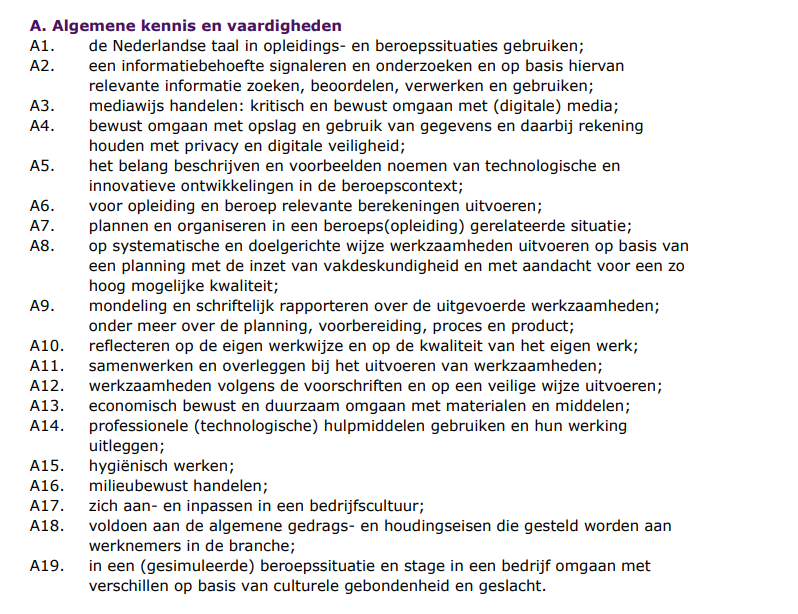 A. Algemene kennis en vaardigheden
A1. de Nederlandse taal in opleidings- en beroepssituaties gebruiken;
A2. een informatiebehoefte signaleren en onderzoeken en op basis hiervan
relevante informatie zoeken, beoordelen, verwerken en gebruiken;
A3. mediawijs handelen: kritisch en bewust omgaan met (digitale) media;
A4. bewust omgaan met opslag en gebruik van gegevens en daarbij rekening
houden met privacy en digitale veiligheid;
A5. het belang beschrijven en voorbeelden noemen van technologische en
innovatieve ontwikkelingen in de beroepscontext;
A6. voor opleiding en beroep relevante berekeningen uitvoeren;
A7. plannen en organiseren in een beroeps(opleiding) gerelateerde situatie;
A8. op systematische en doelgerichte wijze werkzaamheden uitvoeren op basis van
een planning met de inzet van vakdeskundigheid en met aandacht voor een zo
hoog mogelijke kwaliteit;
A9. mondeling en schriftelijk rapporteren over de uitgevoerde werkzaamheden;
onder meer over de planning, voorbereiding, proces en product;
A10. reflecteren op de eigen werkwijze en op de kwaliteit van het eigen werk;
A11. samenwerken en overleggen bij het uitvoeren van werkzaamheden;
A12. werkzaamheden volgens de voorschriften en op een veilige wijze uitvoeren;
A13. economisch bewust en duurzaam omgaan met materialen en middelen;
A14. professionele (technologische) hulpmiddelen gebruiken en hun werking
uitleggen;
A15. hygiënisch werken;
A16. milieubewust handelen;
A17. zich aan- en inpassen in een bedrijfscultuur;
A18. voldoen aan de algemene gedrags- en houdingseisen die gesteld worden aan
werknemers in de branche;
A19. in een (gesimuleerde) beroepssituatie en stage in een bedrijf omgaan met
verschillen op basis van culturele gebondenheid en geslacht.